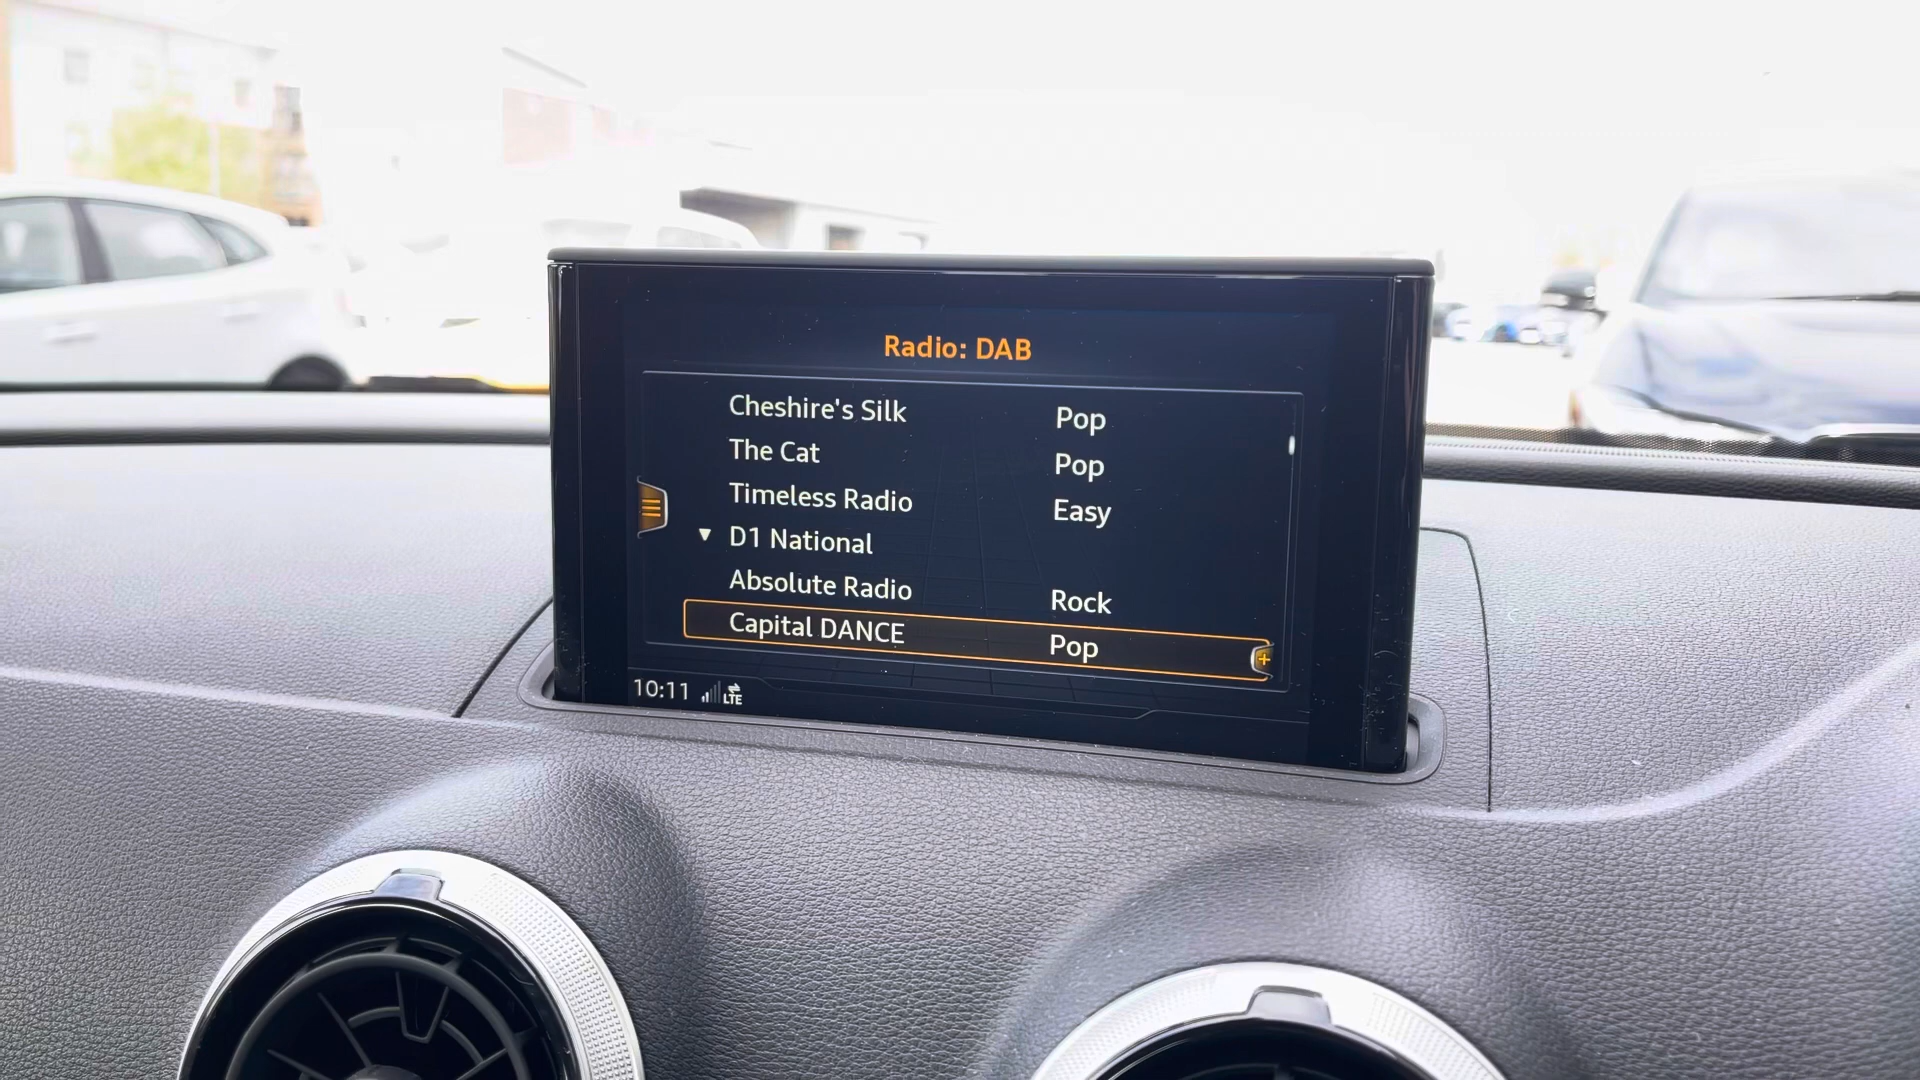 Radio: DAB
Cheshire's Silk Pop
The Cat Pop
Timeless Radio Easy
▼ D1 National
Absolute Radio Rock
Capital DANCE Pop
10:11 LTE